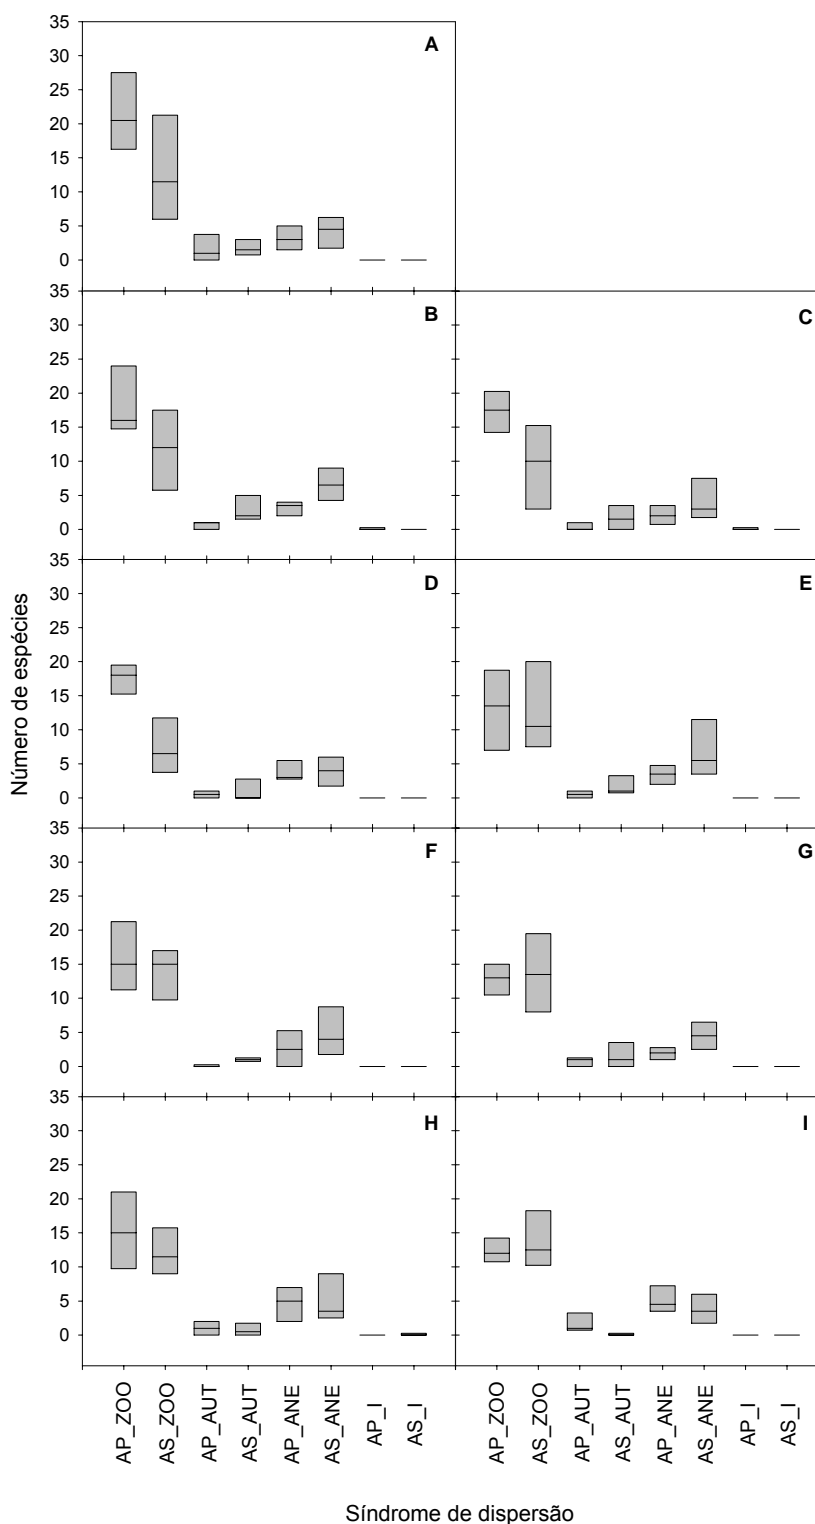 A
35
30
25
20
15
10
5
0
B
35
30
25
20
15
10
5
0
C
D
35
30
25
20
15
10
5
0
E
F
35
30
25
20
15
10
5
0
G
H
35
30
25
20
15
10
5
0
I
Número de espécies
AP_ZOO
AS_ZOO
AP_AUT
AS_AUT
AP_ANE
AS_ANE
AP_I
AS_I
AP_ZOO
AS_ZOO
AP_AUT
AS_AUT
AP_ANE
AS_ANE
AP_I
AS_I
Síndrome de dispersão